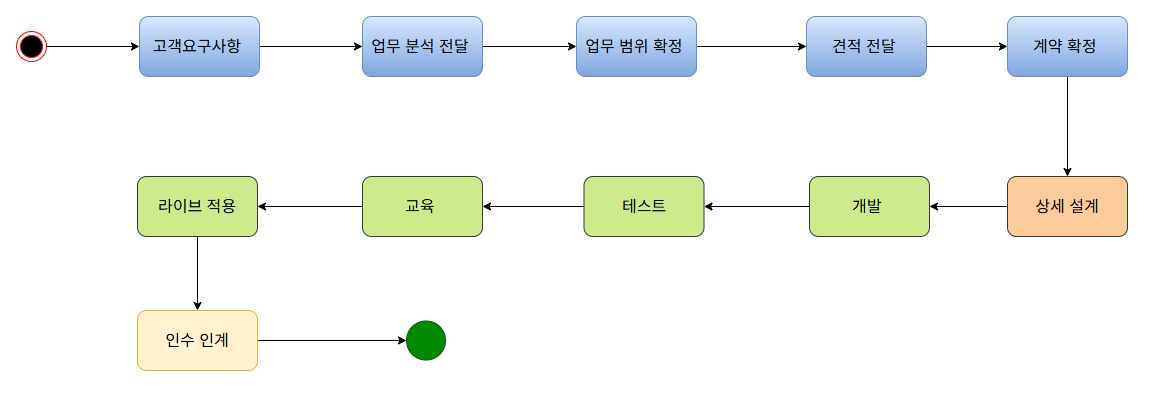 고객요구사항
업무 분석 전달
업무 범위 확정
견적 전달
계약 확정
상세 설계
개발
테스트
교육
라이브 적용
인수 인계